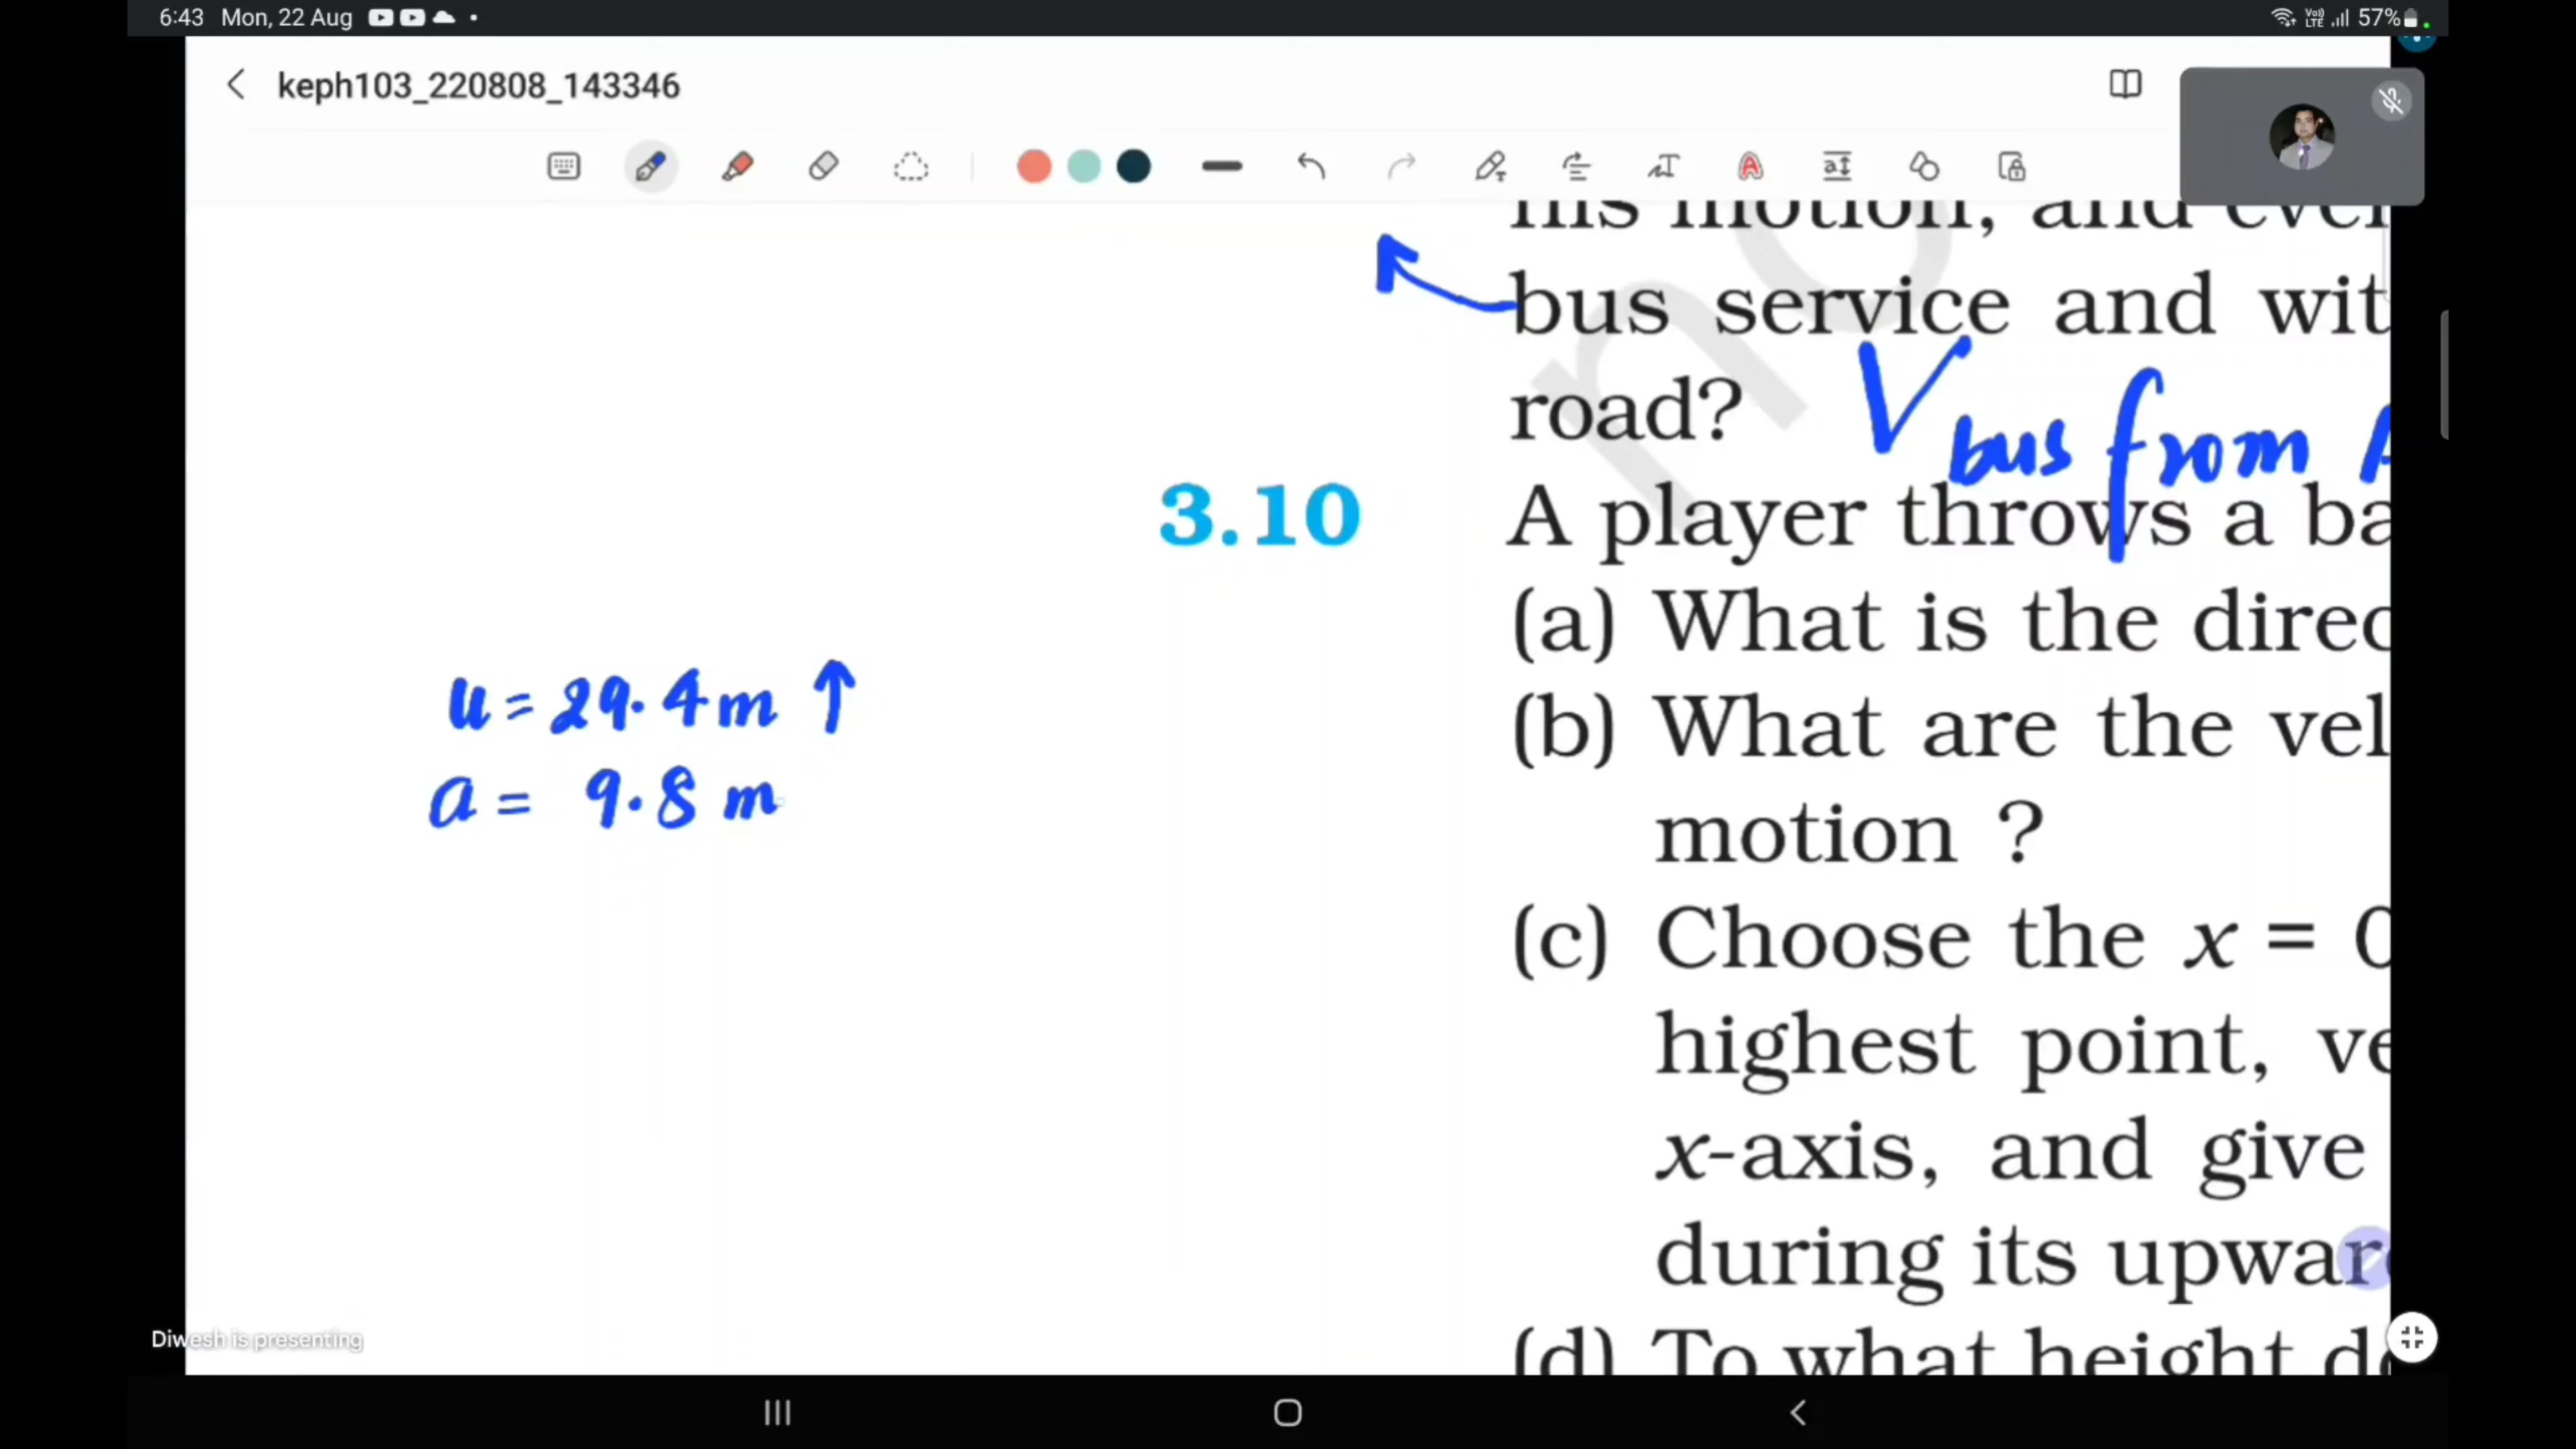 6:43 Mon, 22 Aug
57%
keph103_220808_143346
his motion, and ever
bus service and wit
road?
V bus from A
3.10
A player throws a ba
(a) What is the direc
(b) What are the vel
motion ?
(c) Choose the x = 0
highest point, ve
x-axis, and give
during its upward
(d) To what height do
u = 29.4 m ↑
a = 9.8 m
Diwesh is presenting